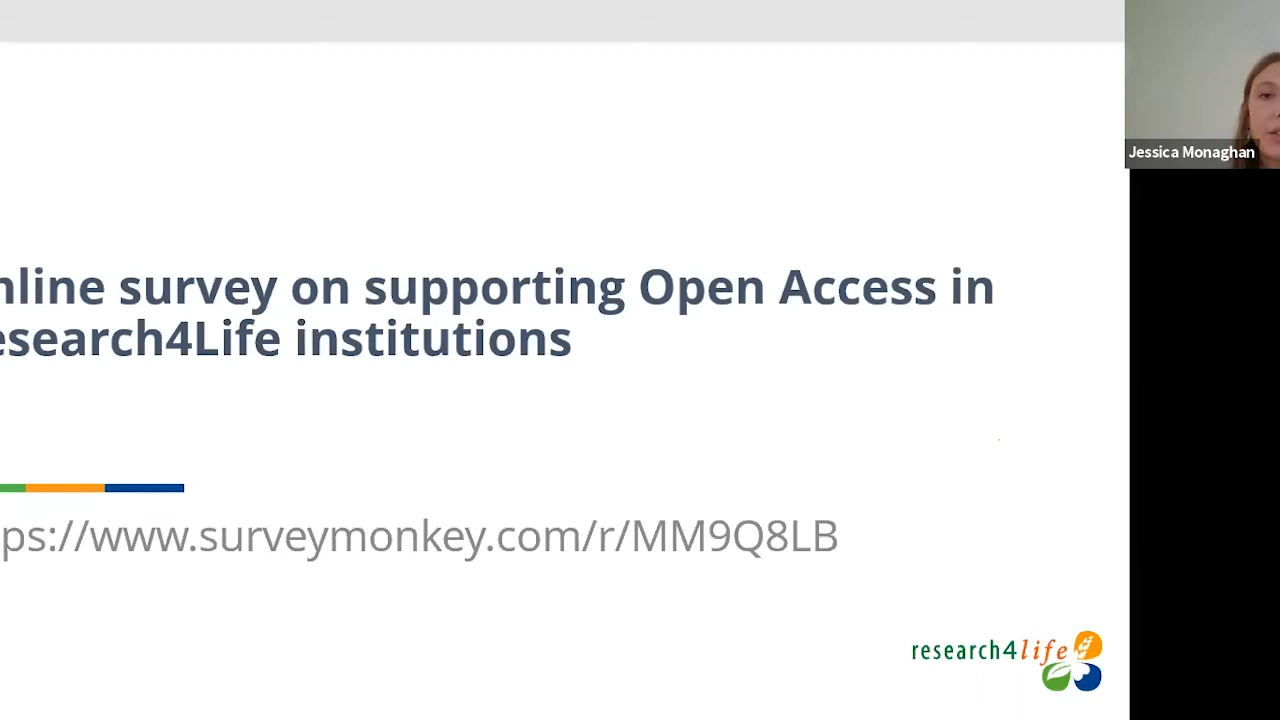 Jessica Monaghan
nline survey on supporting Open Access in
esearch4Life institutions
ps://www.surveymonkey.com/r/MM9Q8LB
research4life